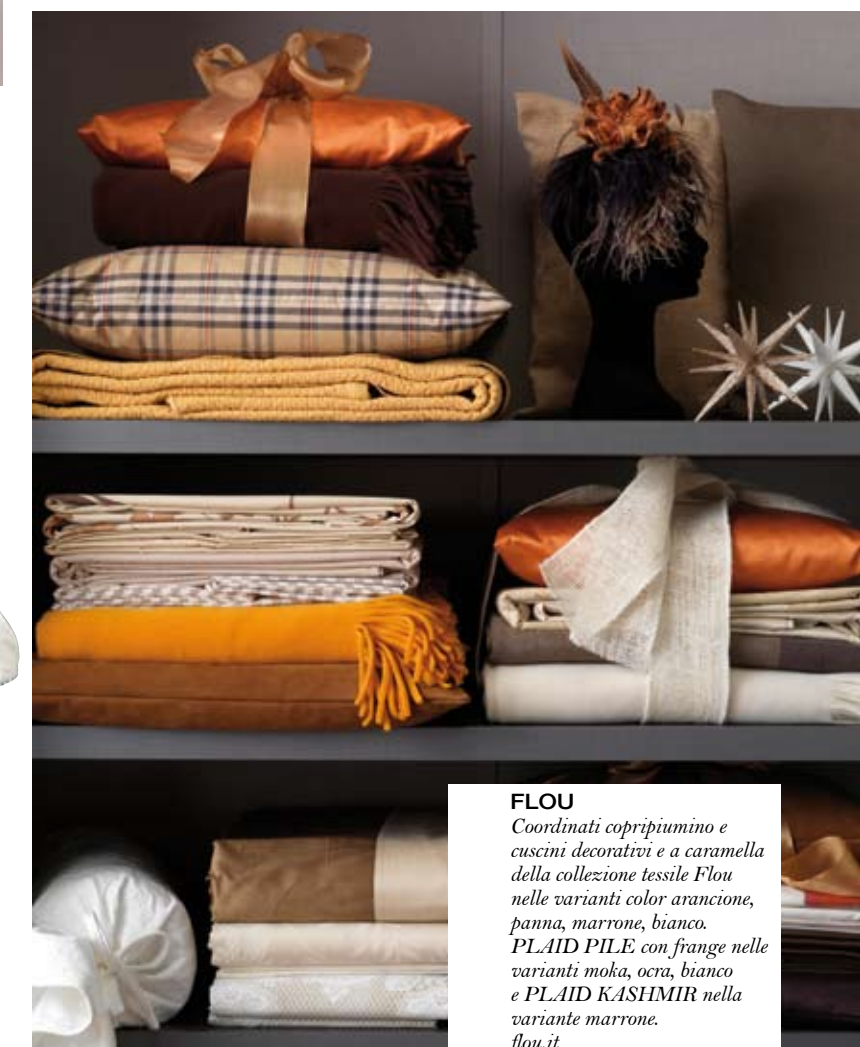 FLOU
Coordinati copripiumino e
cuscini decorativi e a caramella
della collezione tessile Flou
nelle varianti color arancione,
panna, marrone, bianco.
PLAID PILE con frange nelle
varianti moka, ocra, bianco
e PLAID KASHMIR nella
variante marrone.
flou.it